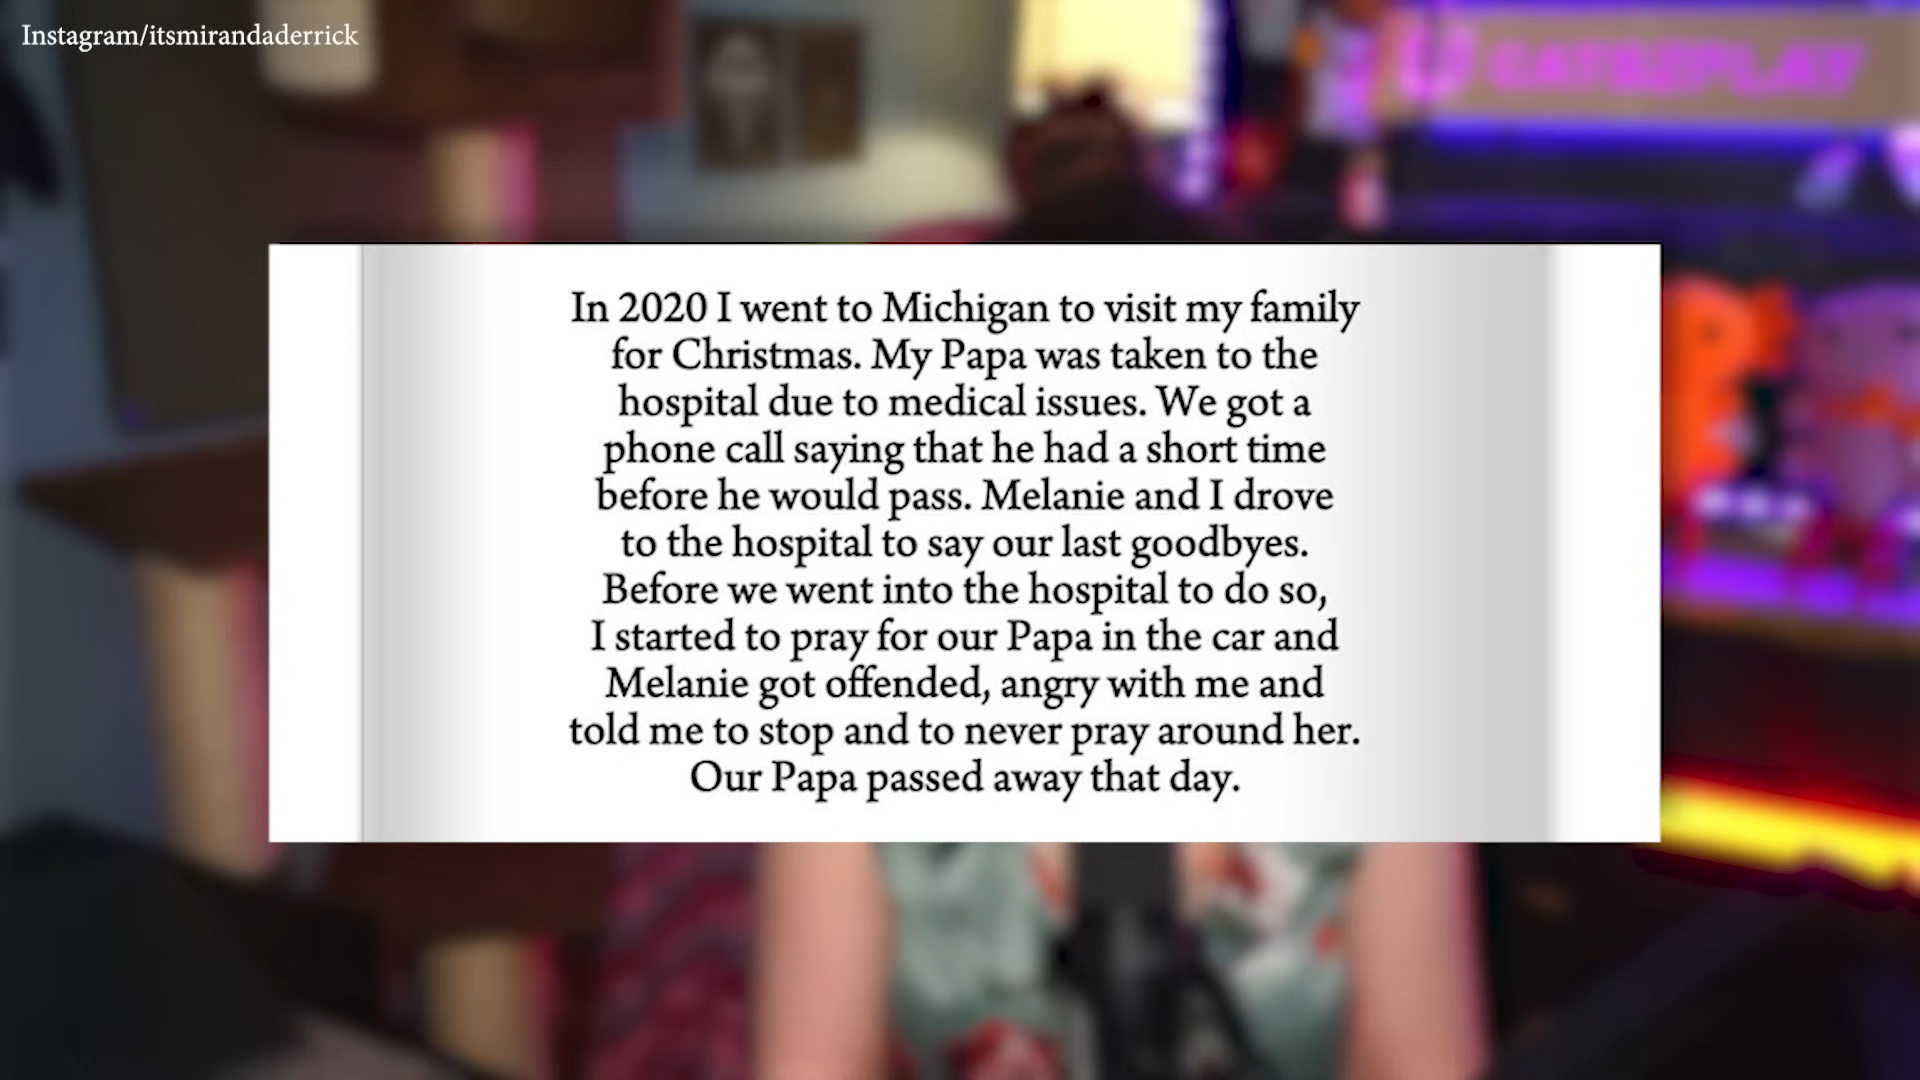 Instagram/itsmirandaderrick
CATSZPLAY
In 2020 I went to Michigan to visit my family
for Christmas. My Papa was taken to the
hospital due to medical issues. We got a
phone call saying that he had a short time
before he would pass. Melanie and I drove
to the hospital to say our last goodbyes.
Before we went into the hospital to do so,
I started to pray for our Papa in the car and
Melanie got offended, angry with me and
told me to stop and to never pray around her.
Our Papa passed away that day.